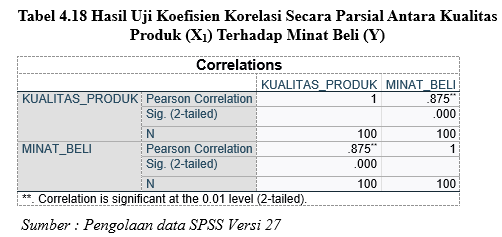 Tabel 4.18 Hasil Uji Koefisien Korelasi Secara Parsial Antara Kualitas
Produk (X₁) Terhadap Minat Beli (Y)
Correlations
KUALITAS_PRODUK MINAT_BELI
KUALITAS_PRODUK Pearson Correlation 1 .875**
Sig. (2-tailed) .000
N 100 100
MINAT_BELI Pearson Correlation .875** 1
Sig. (2-tailed) .000
N 100 100
**. Correlation is significant at the 0.01 level (2-tailed).
Sumber : Pengolaan data SPSS Versi 27